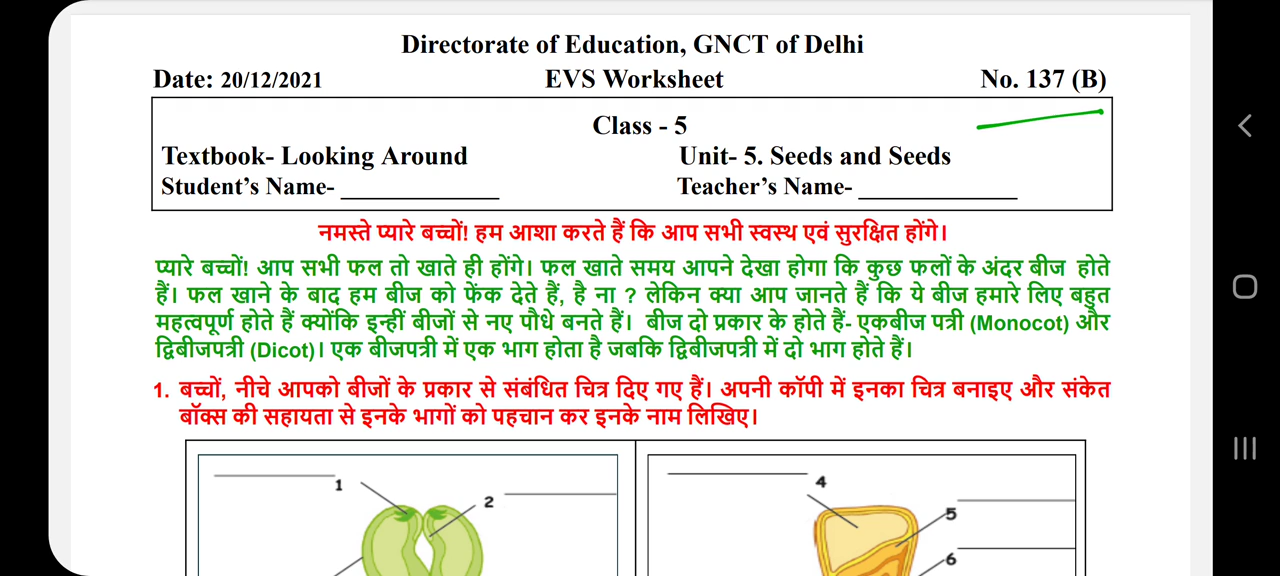 Directorate of Education, GNCT of Delhi
Date: 20/12/2021 EVS Worksheet No. 137 (B)
Class - 5
Textbook- Looking Around Unit- 5. Seeds and Seeds
Student's Name- ____________ Teacher's Name- ____________
नमस्ते प्यारे बच्चों! हम आशा करते हैं कि आप सभी स्वस्थ एवं सुरक्षित होंगे।
प्यारे बच्चों! आप सभी फल तो खाते ही होंगे। फल खाते समय आपने देखा होगा कि कुछ फलों के अंदर बीज होते
हैं। फल खाने के बाद हम बीज को फेंक देते हैं, है ना ? लेकिन क्या आप जानते हैं कि ये बीज हमारे लिए बहुत
महत्वपूर्ण होते हैं क्योंकि इन्हीं बीजों से नए पौधे बनते हैं। बीज दो प्रकार के होते हैं- एकबीज पत्री (Monocot) और
द्विबीजपत्री (Dicot)। एक बीजपत्री में एक भाग होता है जबकि द्विबीजपत्री में दो भाग होते हैं।
1. बच्चों, नीचे आपको बीजों के प्रकार से संबंधित चित्र दिए गए हैं। अपनी कॉपी में इनका चित्र बनाइए और संकेत
बॉक्स की सहायता से इनके भागों को पहचान कर इनके नाम लिखिए।
1
2
4
5
6